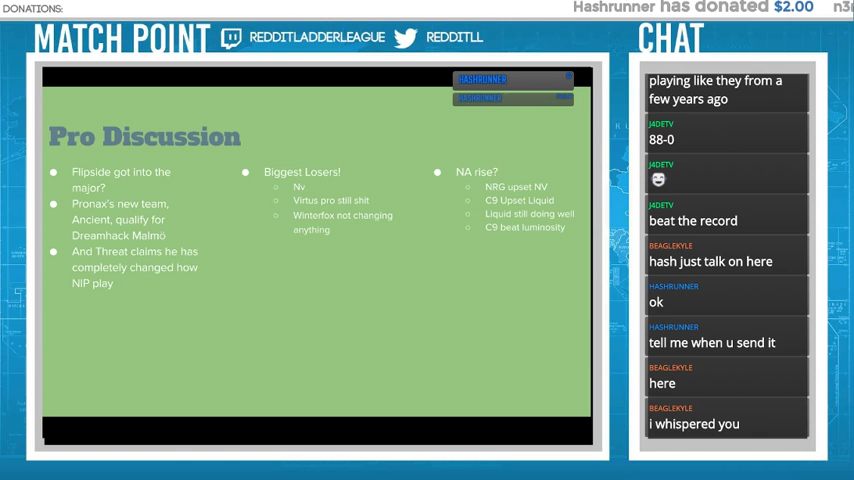 DONATIONS:
Hashrunner has donated $2.00 n3r
MATCH POINT
REDDITLADDERLEAGUE
REDDITLL
CHAT
HASHRUNNER
HASHRUNNER
Pro Discussion
Flipside got into the
major?
Pronax's new team,
Ancient, qualify for
Dreamhack Malmö
And Threat claims he has
completely changed how
NIP play
Biggest Losers!
Nv
Virtus pro still shit
Winterfox not changing
anything
NA rise?
NRG upset NV
C9 Upset Liquid
Liquid still doing well
C9 beat luminosity
playing like they from a
few years ago
J4DETV
88-0
J4DETV
J4DETV
beat the record
BEAGLEKYLE
hash just talk on here
HASHRUNNER
ok
HASHRUNNER
tell me when u send it
BEAGLEKYLE
here
BEAGLEKYLE
i whispered you